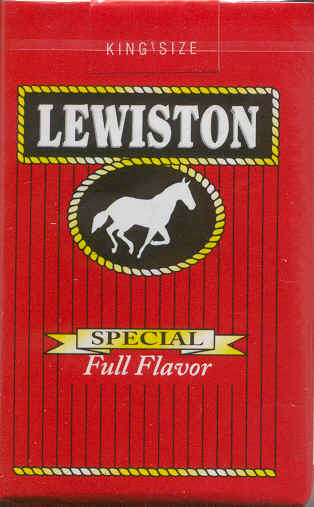 KING SIZE
LEWISTON
SPECIAL
Full Flavor